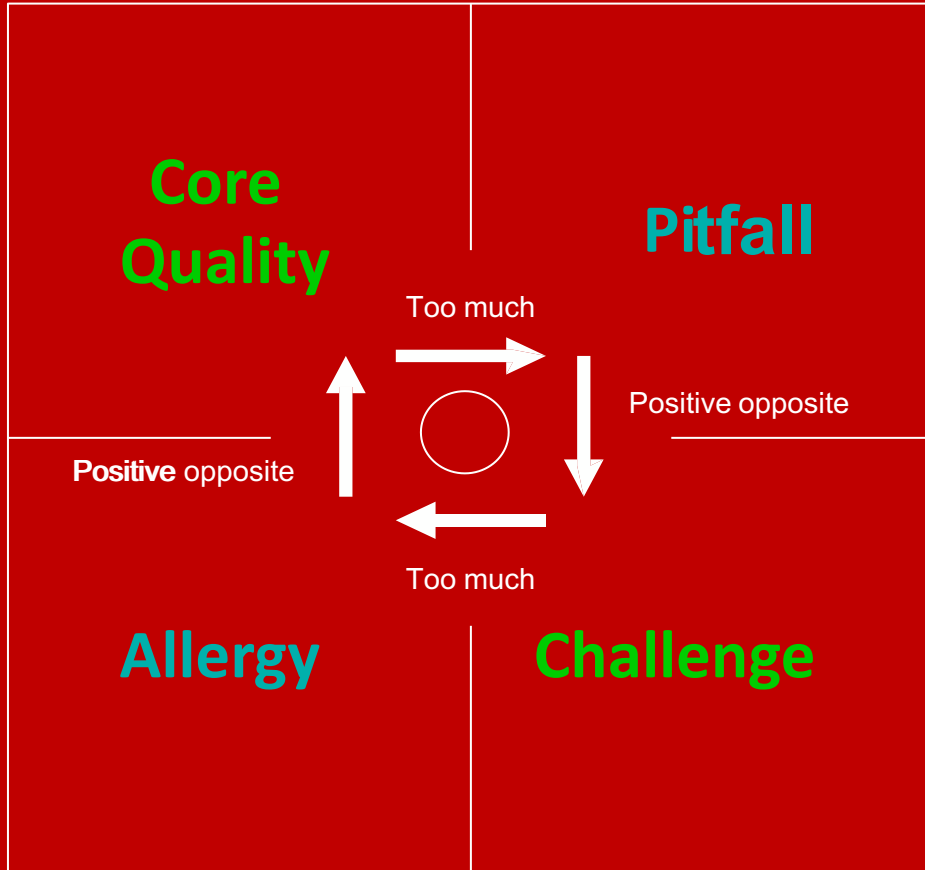 Core
Quality
Pitfall
Too much
Positive opposite
Positive opposite
Too much
Allergy
Challenge